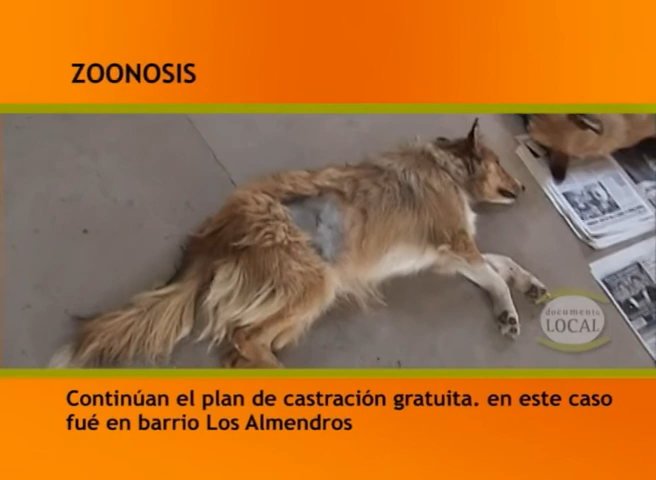 ZOONOSIS
documento
LOCAL
Continúan el plan de castración gratuita. en este caso
fué en barrio Los Almendros